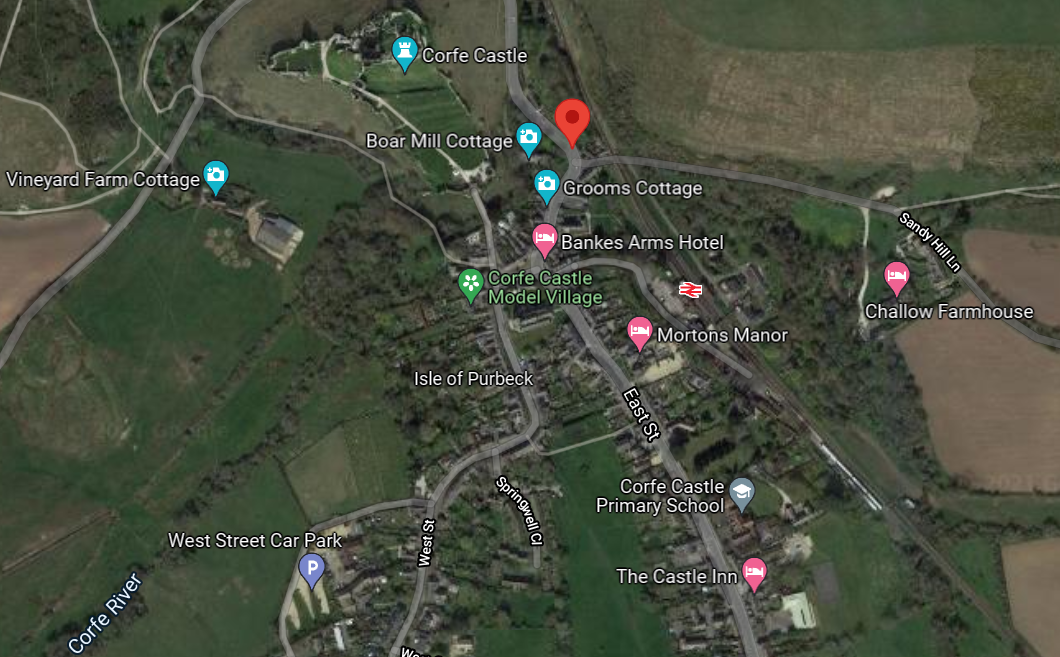 Corfe Castle
Boar Mill Cottage
Vineyard Farm Cottage
Grooms Cottage
Sandy Hill Ln
Bankes Arms Hotel
Corfe Castle
Model Village
Challow Farmhouse
Mortons Manor
Isle of Purbeck
East St
Corfe Castle
Primary School
Springwell Cl
West St
West Street Car Park
P
The Castle Inn
Corfe River